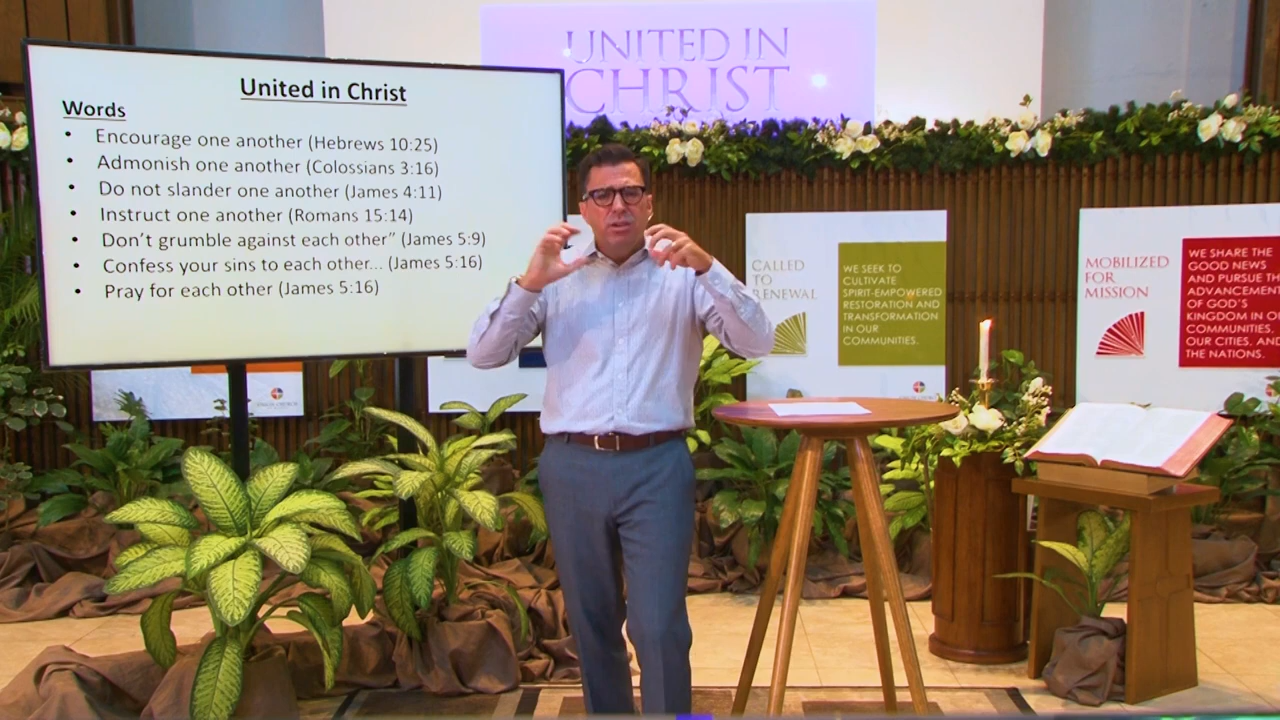 United in Christ
Words
• Encourage one another (Hebrews 10:25)
• Admonish one another (Colossians 3:16)
• Do not slander one another (James 4:11)
• Instruct one another (Romans 15:14)
• Don't grumble against each other” (James 5:9)
• Confess your sins to each other... (James 5:16)
• Pray for each other (James 5:16)
UNITED IN
CHRIST
CALLED
TO
RENEWAL
WE SEEK TO
CULTIVATE
SPIRIT-EMPOWERED
RESTORATION AND
TRANSFORMATION
IN OUR
COMMUNITIES.
MOBILIZED
FOR
MISSION
WE SHARE THE
GOOD NEWS
AND PURSUE TH
ADVANCEMENT
OF GOD'S
KINGDOM IN OU
COMMUNITIES,
OUR CITIES, AND
THE NATIONS.